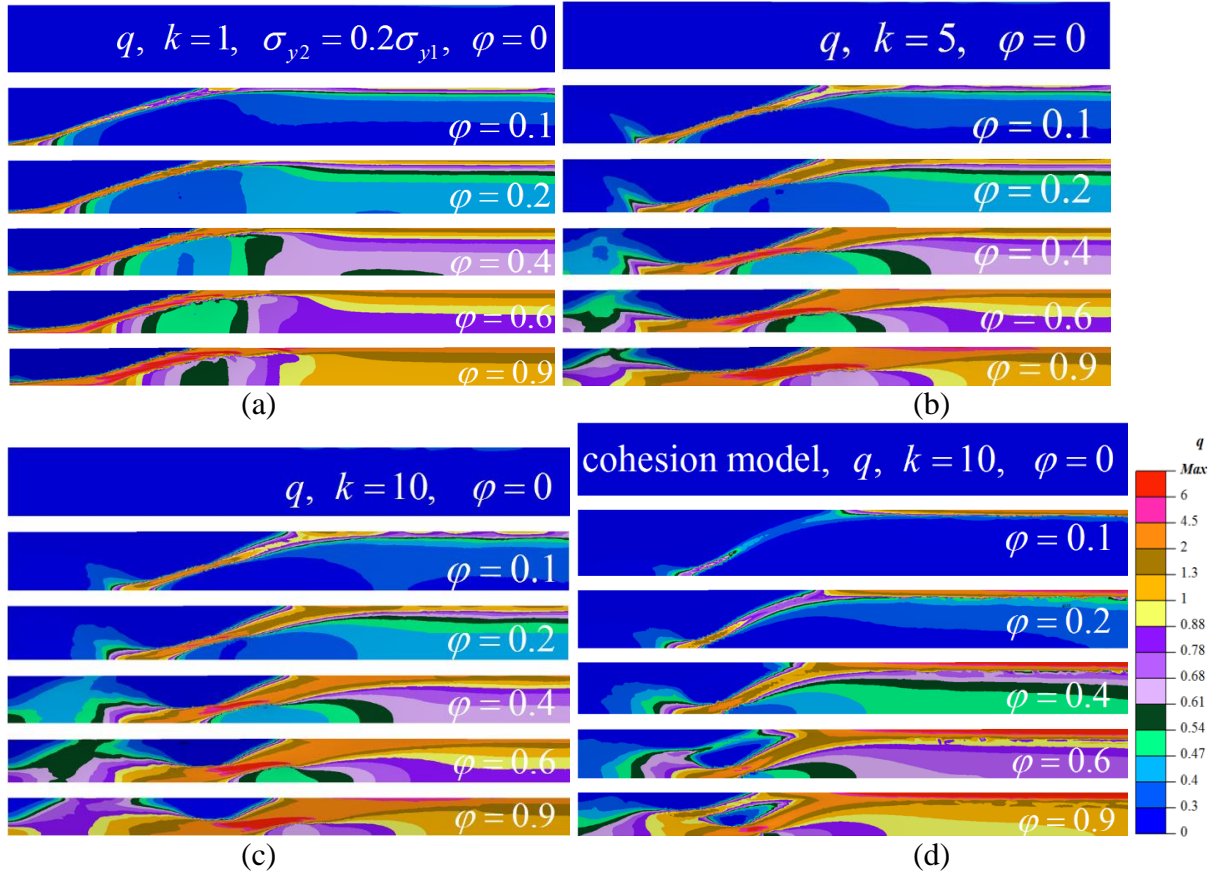 q, k = 1, σy2 = 0.2σy1, φ = 0
φ = 0.1
φ = 0.2
φ = 0.4
φ = 0.6
φ = 0.9
(a)
q, k = 5, φ = 0
φ = 0.1
φ = 0.2
φ = 0.4
φ = 0.6
φ = 0.9
(b)
q, k = 10, φ = 0
φ = 0.1
φ = 0.2
φ = 0.4
φ = 0.6
φ = 0.9
(c)
cohesion model, q, k = 10, φ = 0
φ = 0.1
φ = 0.2
φ = 0.4
φ = 0.6
φ = 0.9
(d)
q
Max
6
4.5
2
1.3
1
0.88
0.78
0.68
0.61
0.54
0.47
0.4
0.3
0